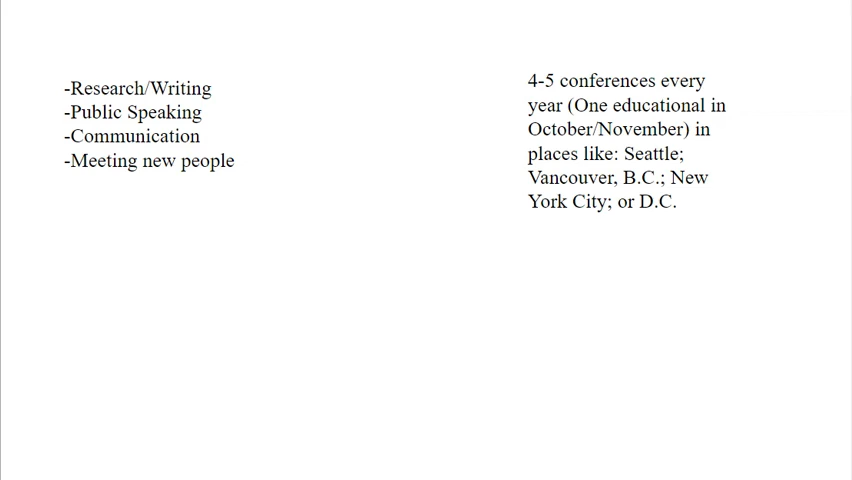 -Research/Writing
-Public Speaking
-Communication
-Meeting new people
4-5 conferences every
year (One educational in
October/November) in
places like: Seattle;
Vancouver, B.C.; New
York City; or D.C.